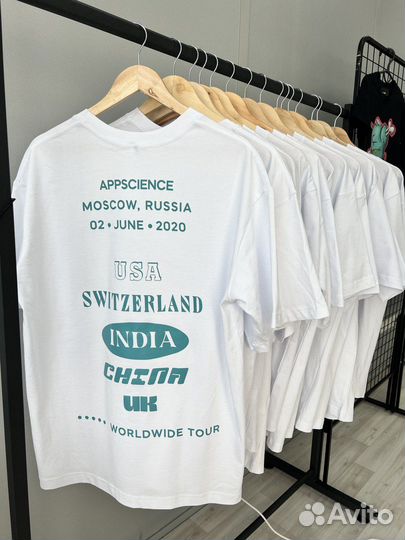 APPSCIENCE
MOSCOW, RUSSIA
02 • JUNE • 2020
USA
SWITZERLAND
INDIA
CHINA
UK
••••• WORLDWIDE TOUR
Avito